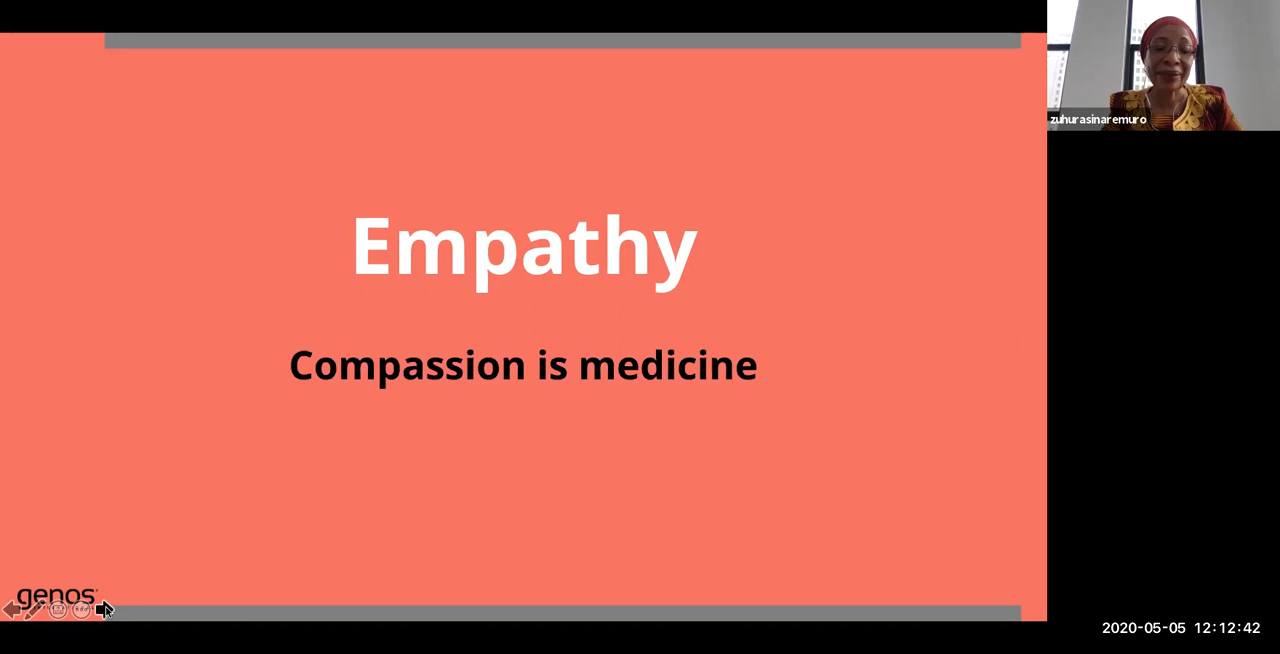 Empathy
Compassion is medicine
genos
zuhurasinaremuro
2020-05-05 12:12:42